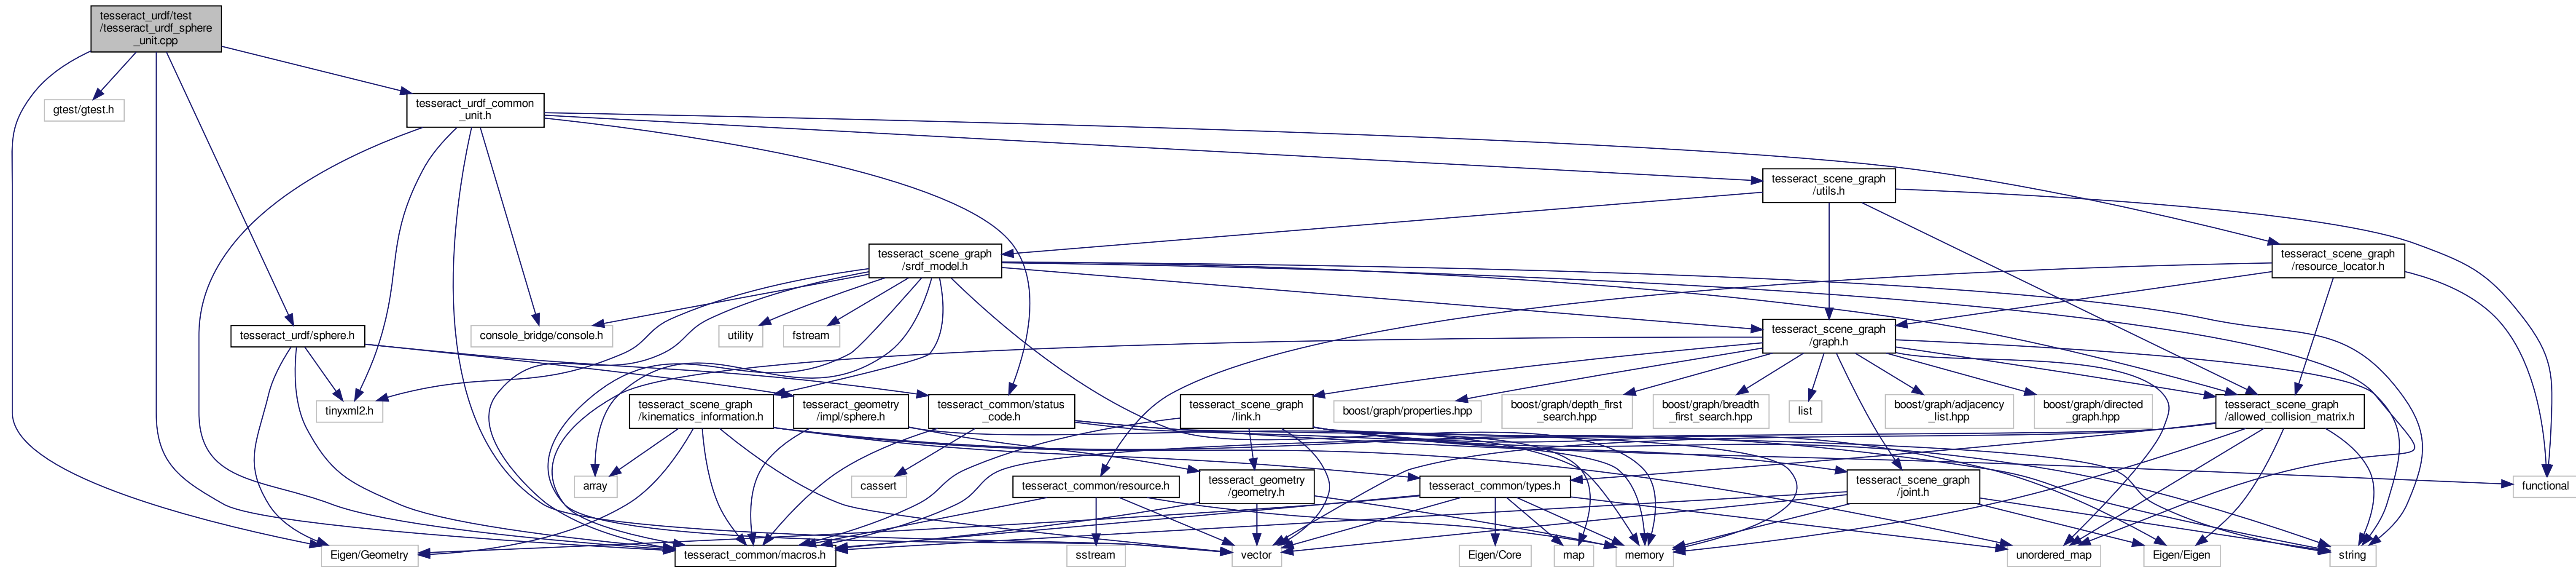 tesseract_urdf/test
/tesseract_urdf_sphere
_unit.cpp
gtest/gtest.h
tesseract_urdf_common
_unit.h
tesseract_scene_graph
/utils.h
tesseract_scene_graph
/srdf_model.h
tesseract_scene_graph
/resource_locator.h
tesseract_urdf/sphere.h
console_bridge/console.h
utility
fstream
tesseract_scene_graph
/graph.h
tinyxml2.h
tesseract_scene_graph
/kinematics_information.h
tesseract_geometry
/impl/sphere.h
tesseract_common/status
_code.h
tesseract_scene_graph
/link.h
boost/graph/properties.hpp
boost/graph/depth_first
_search.hpp
boost/graph/breadth
_first_search.hpp
list
boost/graph/adjacency
_list.hpp
boost/graph/directed
_graph.hpp
tesseract_scene_graph
/allowed_collision_matrix.h
array
cassert
tesseract_common/resource.h
tesseract_geometry
/geometry.h
tesseract_common/types.h
tesseract_scene_graph
/joint.h
functional
Eigen/Geometry
tesseract_common/macros.h
sstream
vector
Eigen/Core
map
memory
unordered_map
Eigen/Eigen
string